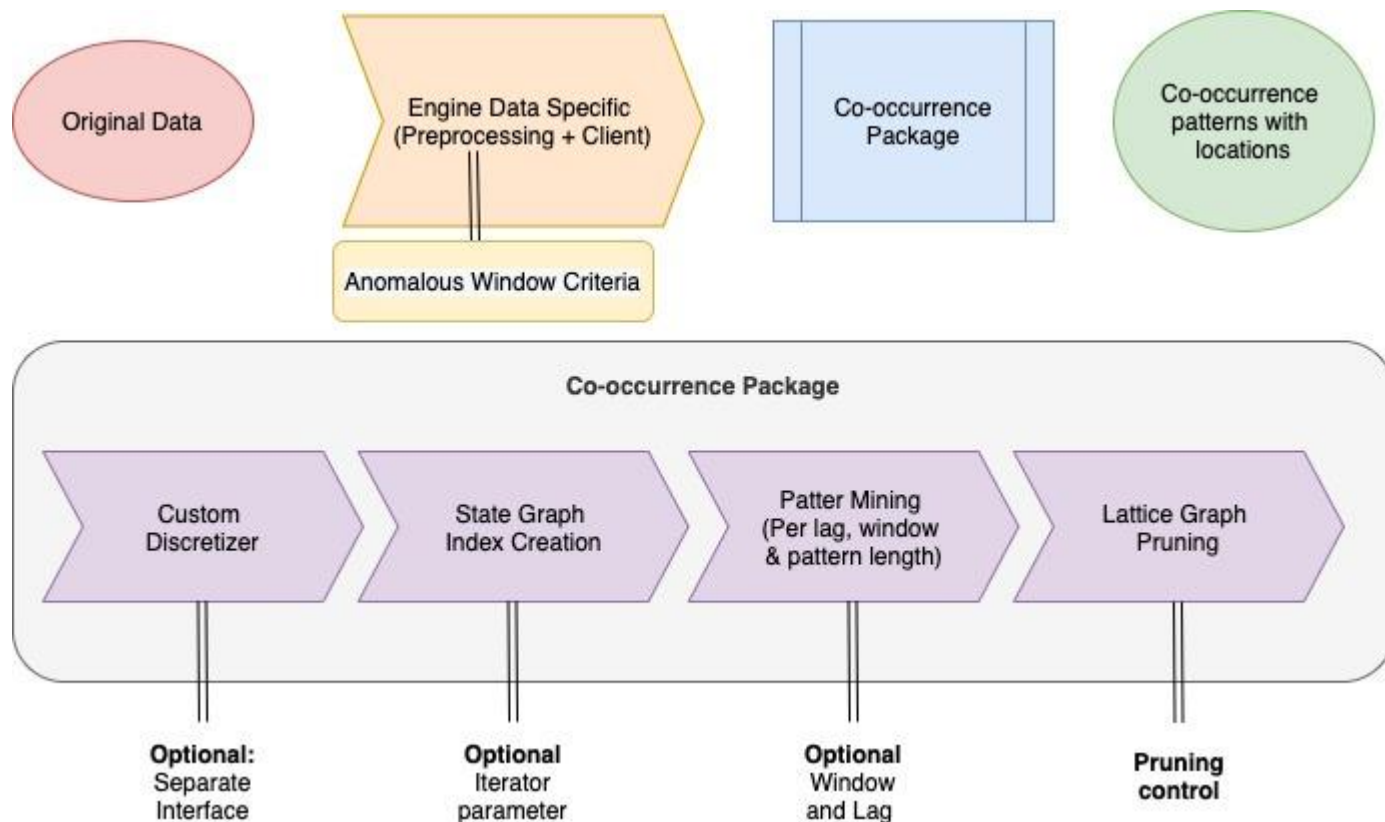 Original Data
Engine Data Specific
(Preprocessing + Client)
Co-occurrence
Package
Co-occurrence
patterns with
locations
Anomalous Window Criteria
Co-occurrence Package
Custom
Discretizer
State Graph
Index Creation
Patter Mining
(Per lag, window
& pattern length)
Lattice Graph
Pruning
Optional:
Separate
Interface
Optional
Iterator
parameter
Optional
Window
and Lag
Pruning
control